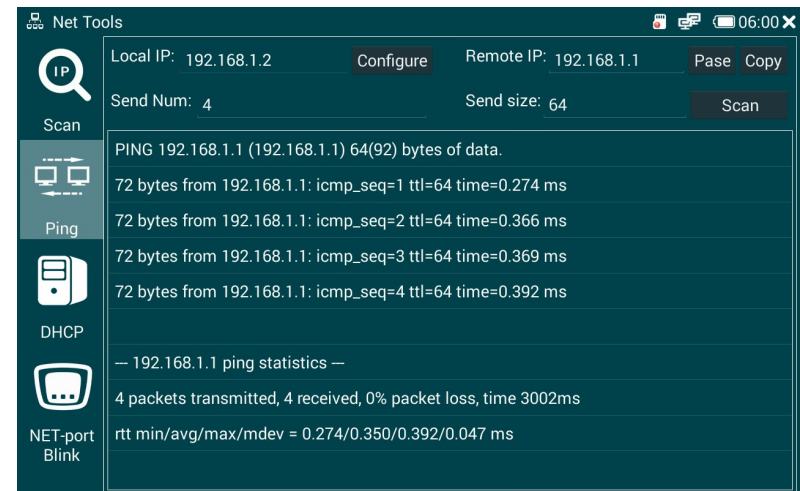 Net Tools
06:00
IP
Scan
Ping
DHCP
NET-port
Blink
Local IP: 192.168.1.2 Configure Remote IP: 192.168.1.1 Pase Copy
Send Num: 4 Send size: 64 Scan
PING 192.168.1.1 (192.168.1.1) 64(92) bytes of data.
72 bytes from 192.168.1.1: icmp_seq=1 ttl=64 time=0.274 ms
72 bytes from 192.168.1.1: icmp_seq=2 ttl=64 time=0.366 ms
72 bytes from 192.168.1.1: icmp_seq=3 ttl=64 time=0.369 ms
72 bytes from 192.168.1.1: icmp_seq=4 ttl=64 time=0.392 ms
--- 192.168.1.1 ping statistics ---
4 packets transmitted, 4 received, 0% packet loss, time 3002ms
rtt min/avg/max/mdev = 0.274/0.350/0.392/0.047 ms